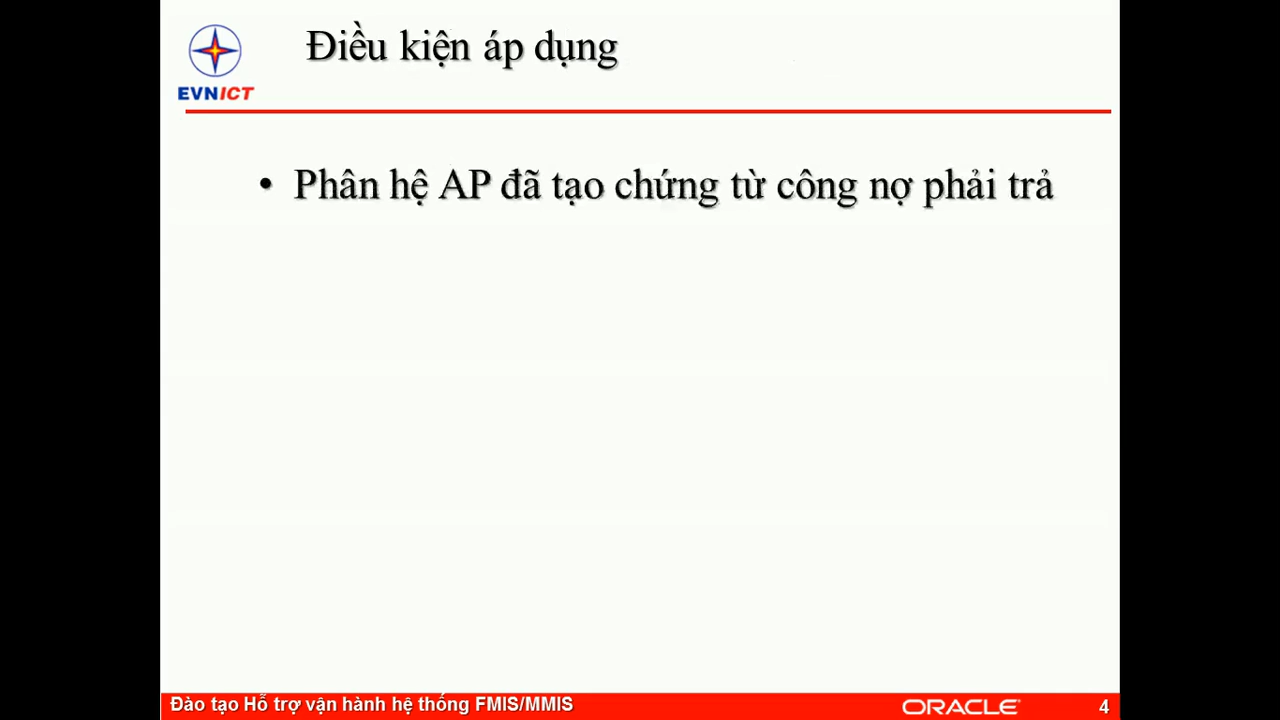 Điều kiện áp dụng
EVNICT
• Phân hệ AP đã tạo chứng từ công nợ phải trả
Đào tạo Hỗ trợ vận hành hệ thống FMIS/MMIS
ORACLE
4